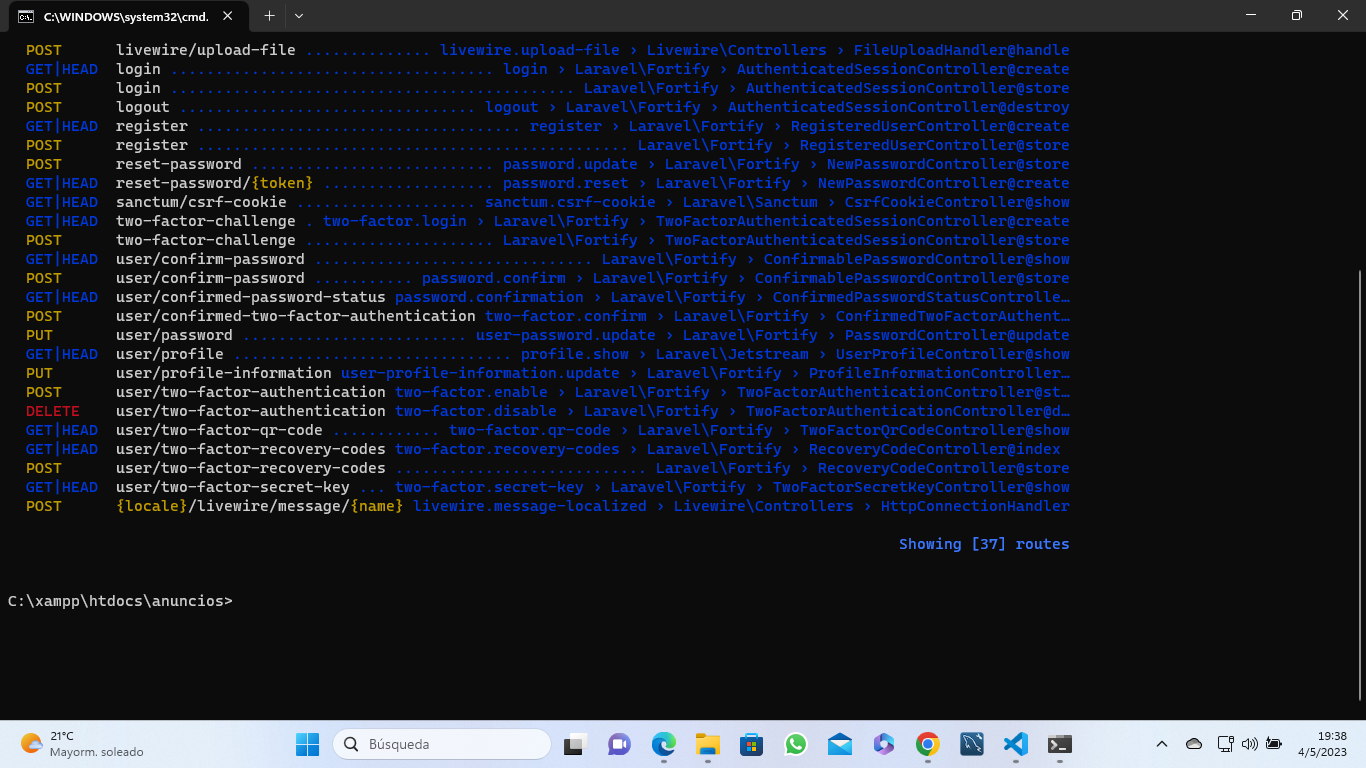 C:\WINDOWS\system32\cmd.
POST livewire/upload-file .............. livewire.upload-file › Livewire\Controllers › FileUploadHandler@handle
GET|HEAD login .................................... login › Laravel\Fortify › AuthenticatedSessionController@create
POST login ............................................. Laravel\Fortify › AuthenticatedSessionController@store
POST logout ................................. logout › Laravel\Fortify › AuthenticatedSessionController@destroy
GET|HEAD register .................................... register › Laravel\Fortify › RegisteredUserController@create
POST register ................................................ Laravel\Fortify › RegisteredUserController@store
POST reset-password ........................... password.update › Laravel\Fortify › NewPasswordController@store
GET|HEAD reset-password/{token} ................... password.reset › Laravel\Fortify › NewPasswordController@create
GET|HEAD sanctum/csrf-cookie .................... sanctum.csrf-cookie › Laravel\Sanctum › CsrfCookieController@show
GET|HEAD two-factor-challenge . two-factor.login › Laravel\Fortify › TwoFactorAuthenticatedSessionController@create
POST two-factor-challenge ..................... Laravel\Fortify › TwoFactorAuthenticatedSessionController@store
GET|HEAD user/confirm-password ............................... Laravel\Fortify › ConfirmablePasswordController@show
POST user/confirm-password ........... password.confirm › Laravel\Fortify › ConfirmablePasswordController@store
GET|HEAD user/confirmed-password-status password.confirmation › Laravel\Fortify › ConfirmedPasswordStatusControlle…
POST user/confirmed-two-factor-authentication two-factor.confirm › Laravel\Fortify › ConfirmedTwoFactorAuthent…
PUT user/password ......................... user-password.update › Laravel\Fortify › PasswordController@update
GET|HEAD user/profile ............................... profile.show › Laravel\Jetstream › UserProfileController@show
PUT user/profile-information user-profile-information.update › Laravel\Fortify › ProfileInformationController…
POST user/two-factor-authentication two-factor.enable › Laravel\Fortify › TwoFactorAuthenticationController@st…
DELETE user/two-factor-authentication two-factor.disable › Laravel\Fortify › TwoFactorAuthenticationController@d…
GET|HEAD user/two-factor-qr-code ............ two-factor.qr-code › Laravel\Fortify › TwoFactorQrCodeController@show
GET|HEAD user/two-factor-recovery-codes two-factor.recovery-codes › Laravel\Fortify › RecoveryCodeController@index
POST user/two-factor-recovery-codes ............................ Laravel\Fortify › RecoveryCodeController@store
GET|HEAD user/two-factor-secret-key ... two-factor.secret-key › Laravel\Fortify › TwoFactorSecretKeyController@show
POST {locale}/livewire/message/{name} livewire.message-localized › Livewire\Controllers › HttpConnectionHandler
Showing [37] routes
C:\xampp\htdocs\anuncios>
21°C
Mayorm. soleado
Búsqueda
19:38
4/5/2023